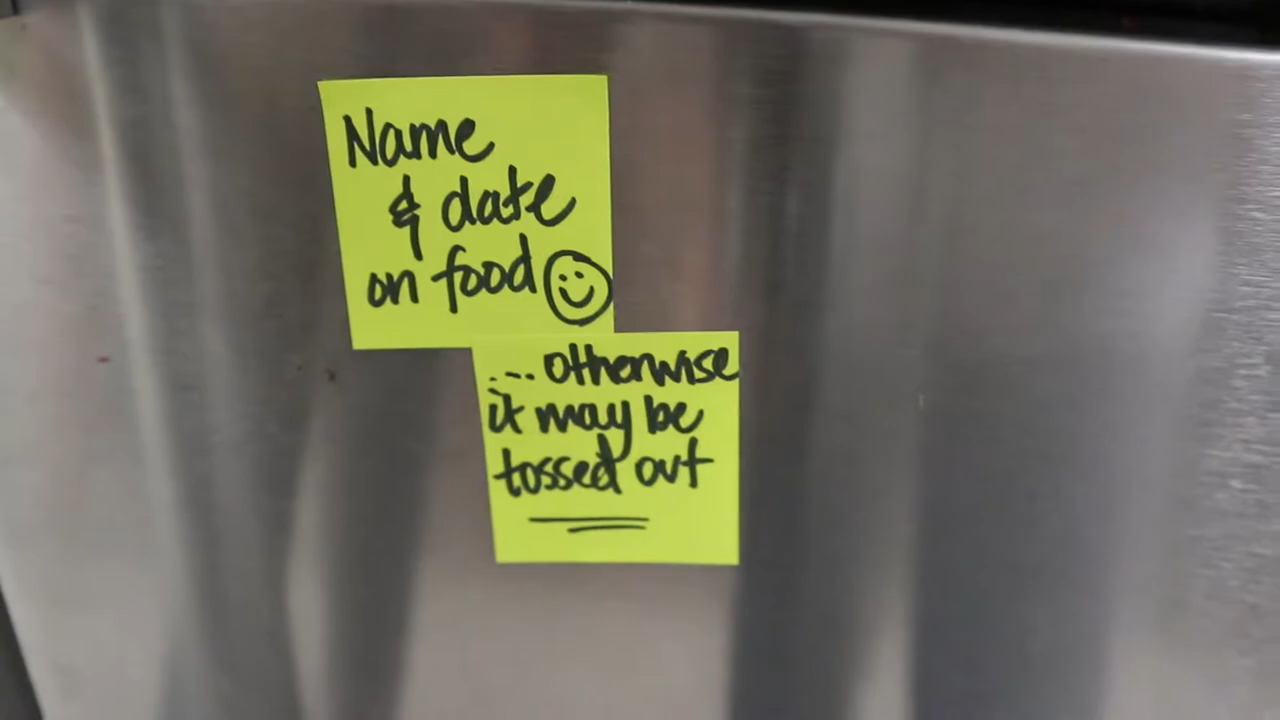 Name
& date
on food
... otherwise
it may be
tossed out